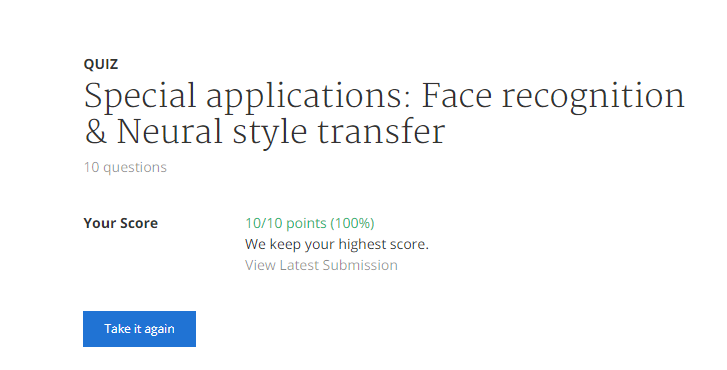 QUIZ
Special applications: Face recognition
& Neural style transfer
10 questions
Your Score
10/10 points (100%)
We keep your highest score.
View Latest Submission
Take it again